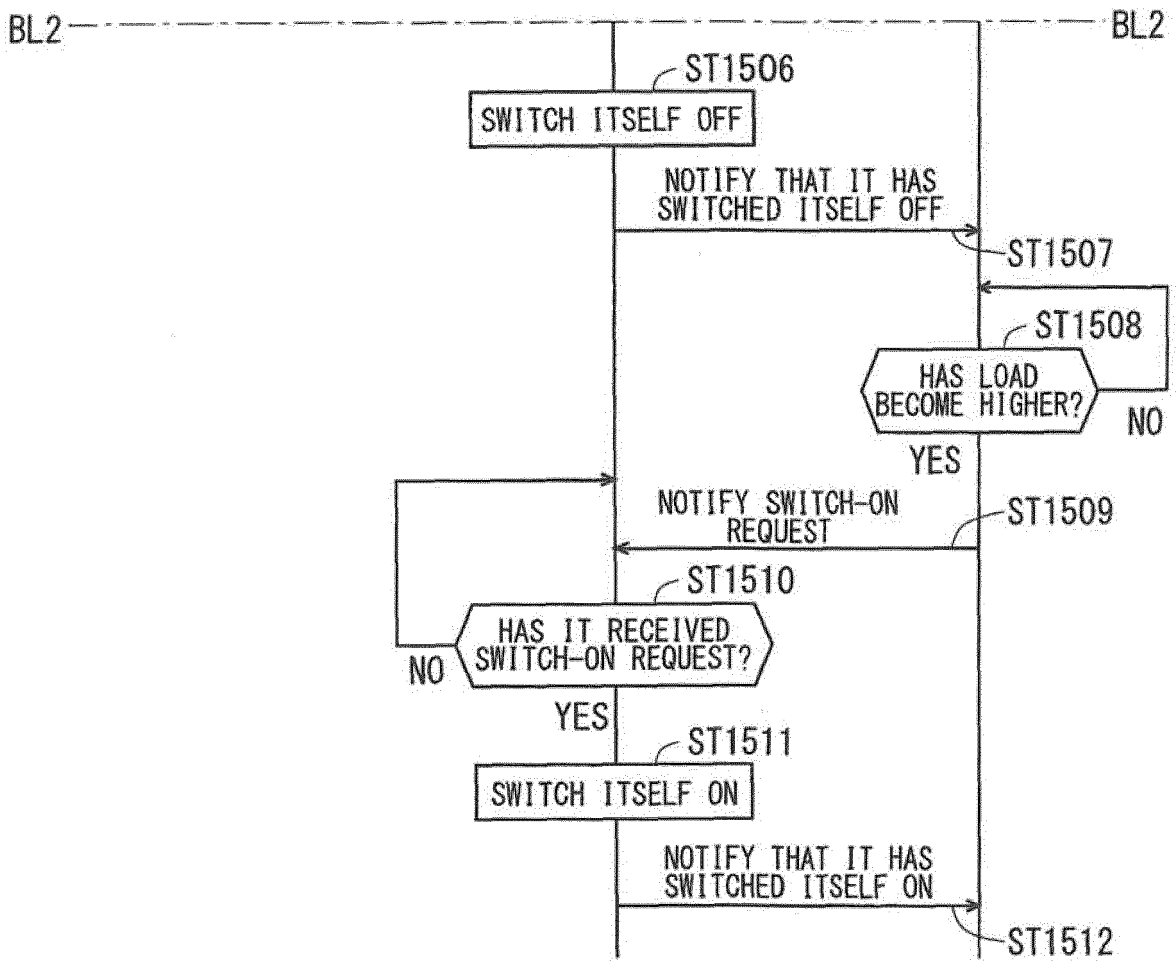 BL2
BL2
ST1506
SWITCH ITSELF OFF
NOTIFY THAT IT HAS
SWITCHED ITSELF OFF
ST1507
ST1508
HAS LOAD
BECOME HIGHER?
NO
YES
NOTIFY SWITCH-ON
REQUEST
ST1509
ST1510
HAS IT RECEIVED
SWITCH-ON REQUEST?
NO
YES
ST1511
SWITCH ITSELF ON
NOTIFY THAT IT HAS
SWITCHED ITSELF ON
ST1512